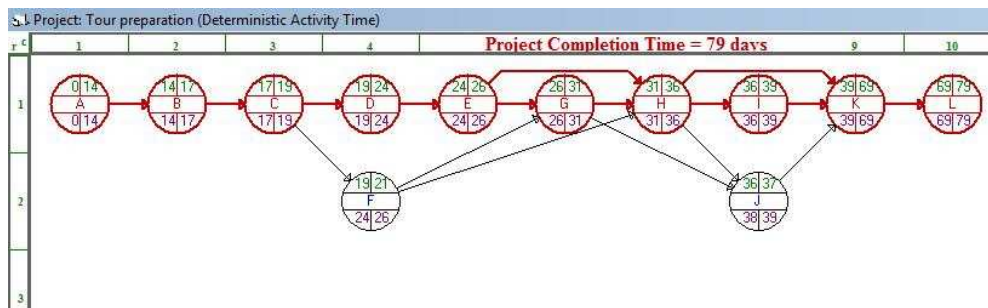 Project: Tour preparation (Deterministic Activity Time)
r c 1 2 3 4 Project Completion Time = 79 days 9 10
1
0 14 14 17 17 19 19 24 24 26 26 31 31 36 36 39 39 69 69 79
A B C D E G H I K L
0 14 14 17 17 19 19 24 24 26 26 31 31 36 36 39 39 69 69 79
2
19 21 36 37
F J
24 26 38 39
3